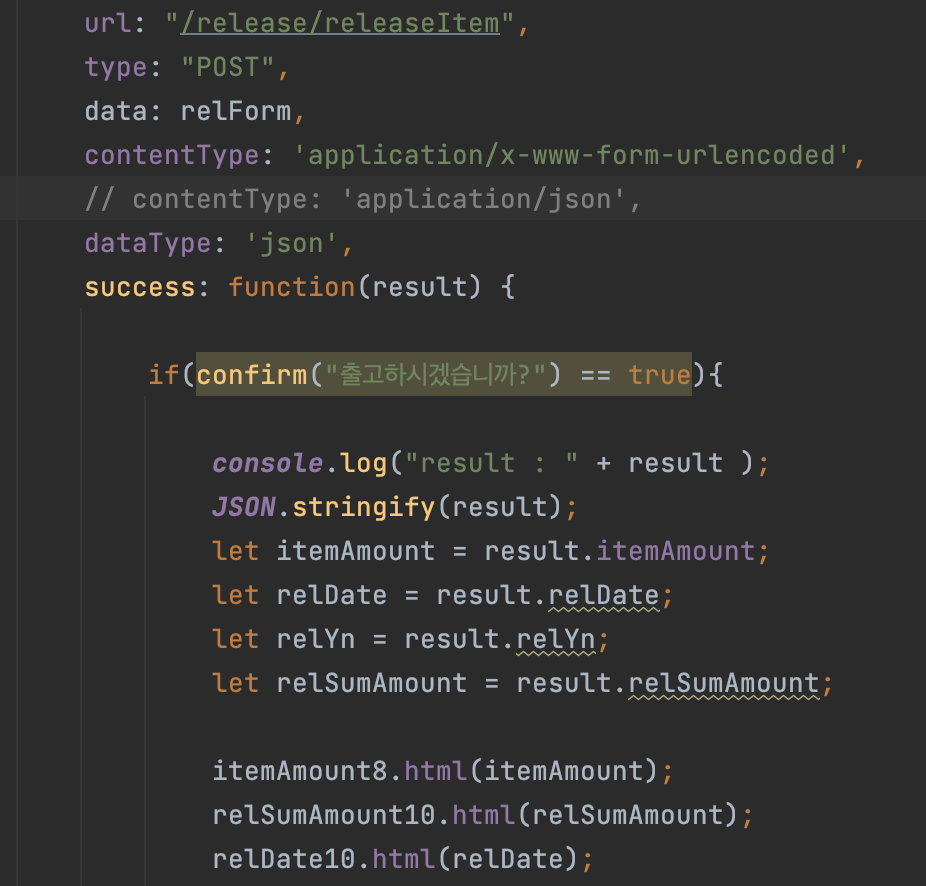 url: "/release/releaseItem",
type: "POST",
data: relForm,
contentType: 'application/x-www-form-urlencoded',
// contentType: 'application/json',
dataType: 'json',
success: function(result) {
if(confirm("출고하시겠습니까?") == true){
console.log("result : " + result );
JSON.stringify(result);
let itemAmount = result.itemAmount;
let relDate = result.relDate;
let relYn = result.relYn;
let relSumAmount = result.relSumAmount;
itemAmount8.html(itemAmount);
relSumAmount10.html(relSumAmount);
relDate10.html(relDate);